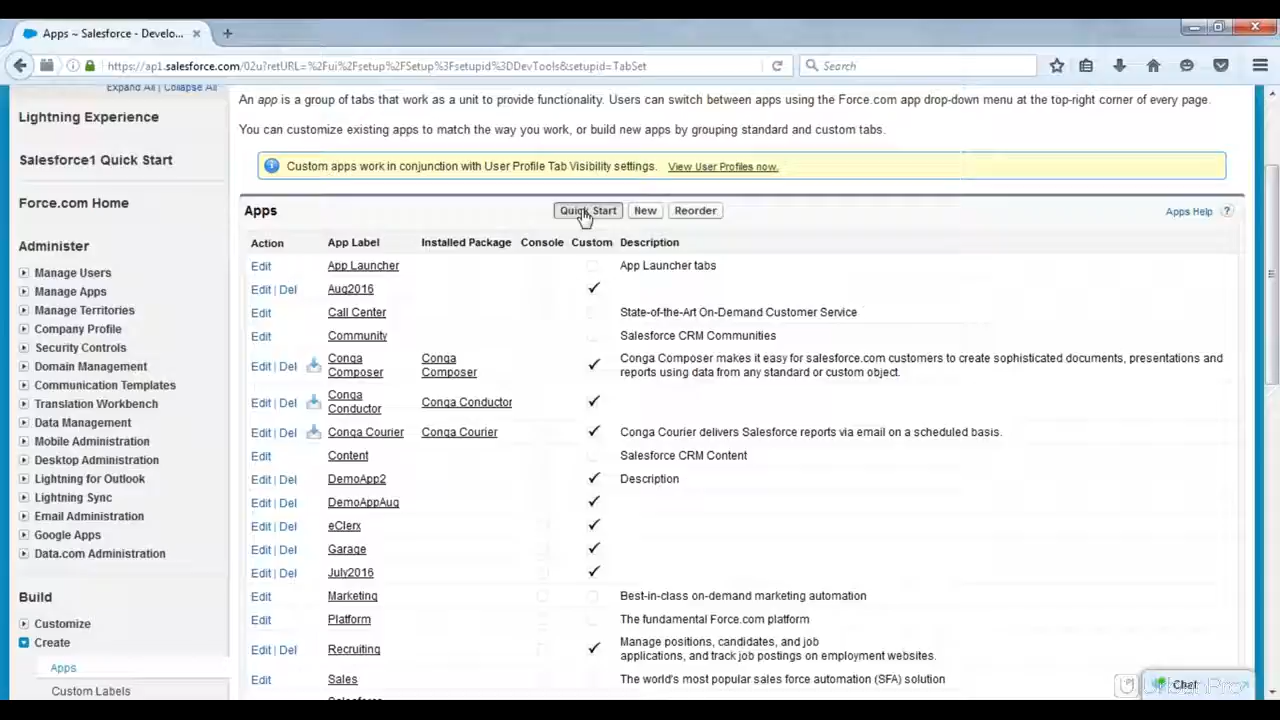 Apps ~ Salesforce - Develo...
https://ap1.salesforce.com/02u?retURL=%2Fui%2Fsetup%2FSetup%3Fsetupid%3DDevTools&setupid=TabSet
Search
Expand All | Collapse All
Lightning Experience
Salesforce1 Quick Start
Force.com Home
Administer
Manage Users
Manage Apps
Manage Territories
Company Profile
Security Controls
Domain Management
Communication Templates
Translation Workbench
Data Management
Mobile Administration
Desktop Administration
Lightning for Outlook
Lightning Sync
Email Administration
Google Apps
Data.com Administration
Build
Customize
Create
Apps
Custom Labels
An app is a group of tabs that work as a unit to provide functionality. Users can switch between apps using the Force.com app drop-down menu at the top-right corner of every page.
You can customize existing apps to match the way you work, or build new apps by grouping standard and custom tabs.
Custom apps work in conjunction with User Profile Tab Visibility settings. View User Profiles now.
Apps Quick Start New Reorder Apps Help ?
Action App Label Installed Package Console Custom Description
Edit App Launcher App Launcher tabs
Edit | Del Aug2016
Edit Call Center State-of-the-Art On-Demand Customer Service
Edit Community Salesforce CRM Communities
Edit | Del Conga Composer Conga Composer Conga Composer makes it easy for salesforce.com customers to create sophisticated documents, presentations and
reports using data from any standard or custom object.
Edit | Del Conga Conductor Conga Conductor
Edit | Del Conga Courier Conga Courier Conga Courier delivers Salesforce reports via email on a scheduled basis.
Edit Content Salesforce CRM Content
Edit | Del DemoApp2 Description
Edit | Del DemoAppAug
Edit | Del eClerx
Edit | Del Garage
Edit | Del July2016
Edit Marketing Best-in-class on-demand marketing automation
Edit Platform The fundamental Force.com platform
Edit | Del Recruiting Manage positions, candidates, and job
applications, and track job postings on employment websites.
Edit Sales The world's most popular sales force automation (SFA) solution
Chat
UrbanPro